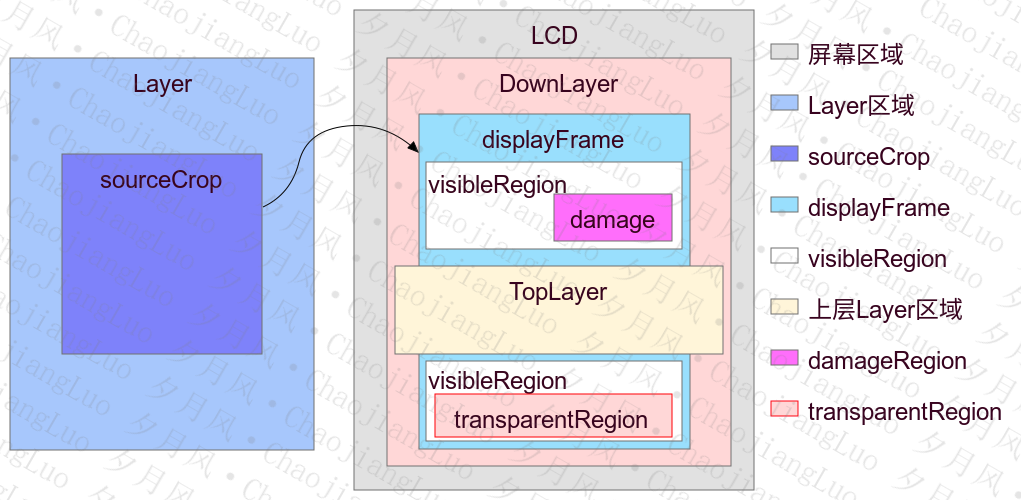 Layer
sourceCrop
LCD
DownLayer
displayFrame
visibleRegion
damage
TopLayer
visibleRegion
transparentRegion
屏幕区域
Layer区域
sourceCrop
displayFrame
visibleRegion
上层Layer区域
damageRegion
transparentRegion
夕月风·ChaojiangLuo